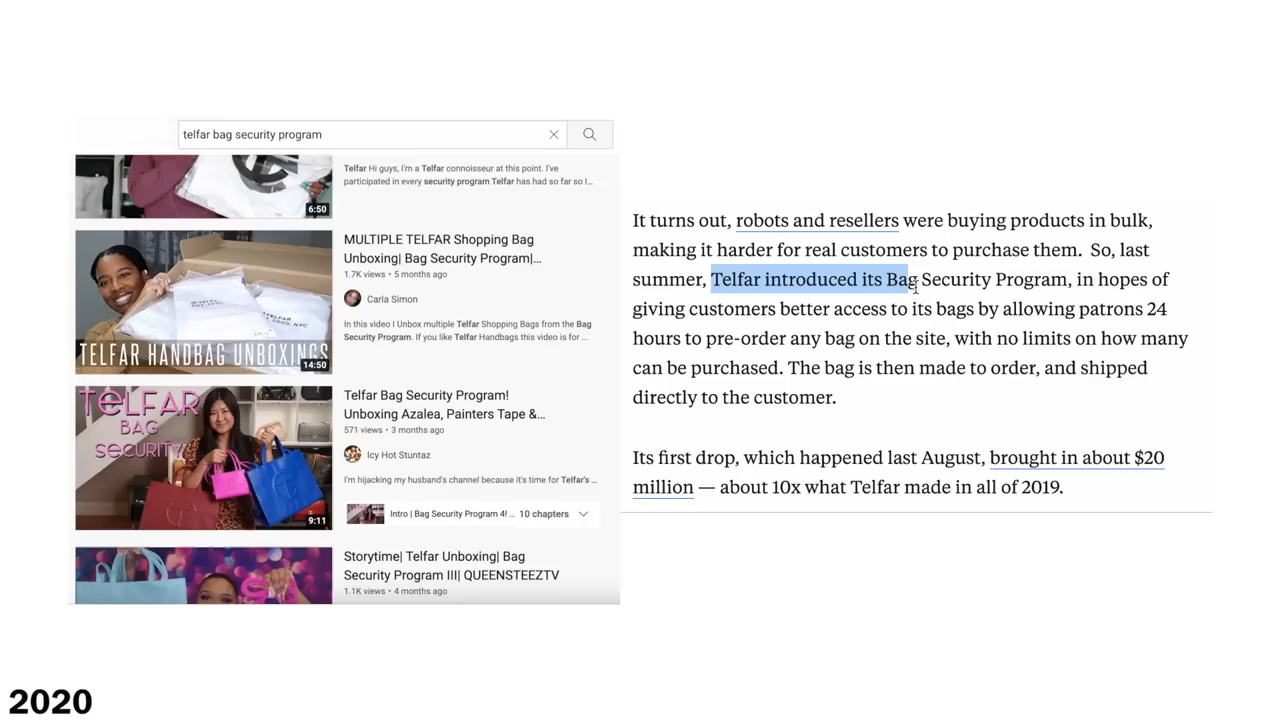 telfar bag security program
Telfar Hi guys, I'm a Telfar connoisseur at this point. I've
participated in every security program Telfar has had so far so I...
6:50
MULTIPLE TELFAR Shopping Bag
Unboxing| Bag Security Program|...
1.7K views • 5 months ago
Carla Simon
In this video I Unbox multiple Telfar Shopping Bags from the Bag
Security Program. If you like Telfar Handbags this video is for ...
TELFAR HANDBAG UNBOXINGS
14:50
Telfar Bag Security Program!
Unboxing Azalea, Painters Tape &...
571 views • 3 months ago
Icy Hot Stuntaz
I'm hijacking my husband's channel because it's time for Telfar's ...
TELFAR
BAG
SECURITY
9:11
Intro | Bag Security Program 4! ... 10 chapters
Storytime| Telfar Unboxing| Bag
Security Program III| QUEENSTEEZTV
1.1K views • 4 months ago
It turns out, robots and resellers were buying products in bulk,
making it harder for real customers to purchase them. So, last
summer, Telfar introduced its Bag Security Program, in hopes of
giving customers better access to its bags by allowing patrons 24
hours to pre-order any bag on the site, with no limits on how many
can be purchased. The bag is then made to order, and shipped
directly to the customer.
Its first drop, which happened last August, brought in about $20
million — about 10x what Telfar made in all of 2019.
2020